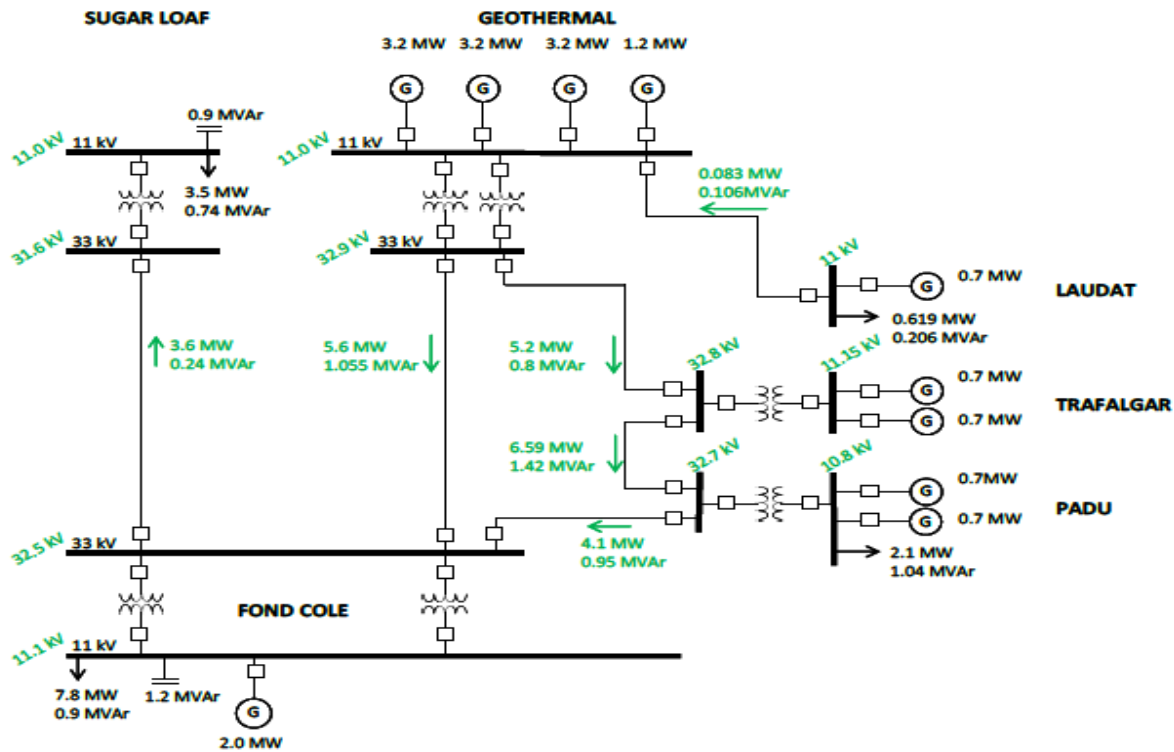 SUGAR LOAF
GEOTHERMAL
3.2 MW
3.2 MW
3.2 MW
1.2 MW
G
G
G
G
0.9 MVAr
11.0 kV
11 kV
11.0 kV
11 kV
3.5 MW
0.74 MVAr
0.083 MW
0.106MVAr
31.6 kV
33 kV
32.9 kV
33 kV
11 kV
G
0.7 MW
LAUDAT
0.619 MW
0.206 MVAr
3.6 MW
0.24 MVAr
5.6 MW
1.055 MVAr
5.2 MW
0.8 MVAr
32.8 kV
11.15 kV
G
0.7 MW
G
0.7 MW
TRAFALGAR
6.59 MW
1.42 MVAr
32.7 kV
10.8 kV
G
0.7MW
G
0.7 MW
PADU
32.5 kV
33 kV
4.1 MW
0.95 MVAr
2.1 MW
1.04 MVAr
FOND COLE
11.1 kV
11 kV
7.8 MW
0.9 MVAr
1.2 MVAr
G
2.0 MW